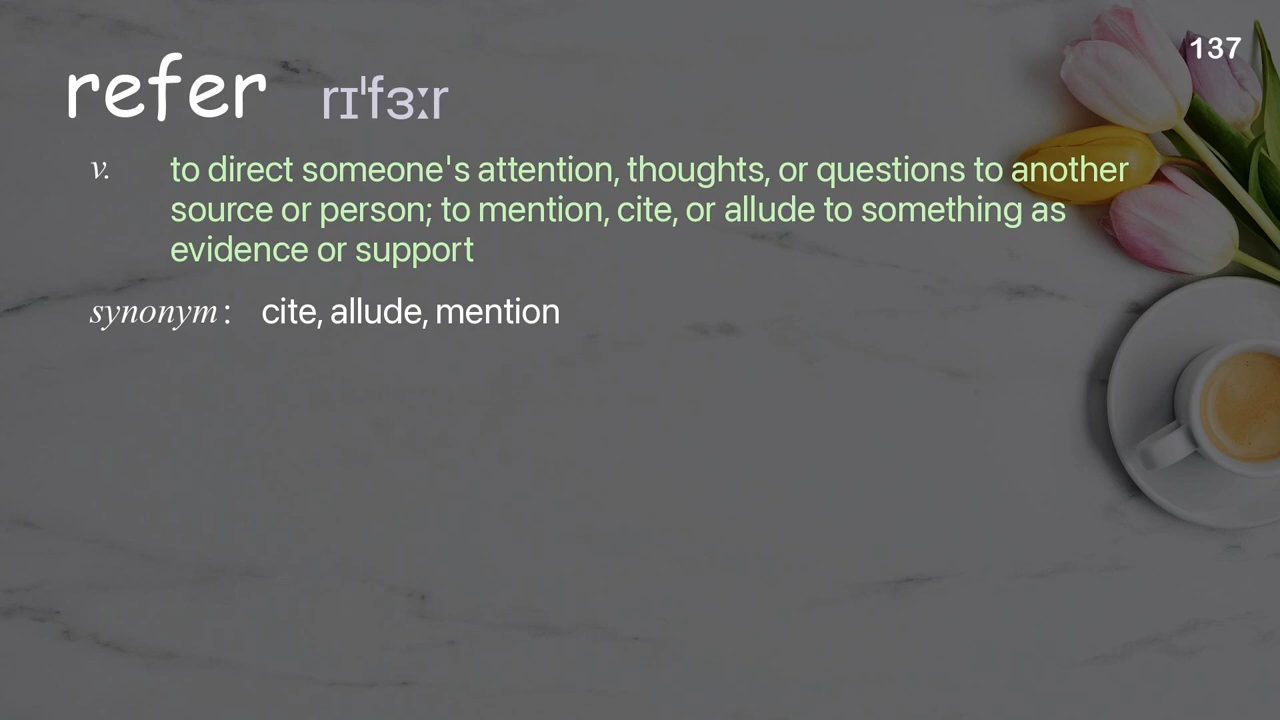 137
refer rɪˈfɜːr
v. to direct someone's attention, thoughts, or questions to another
source or person; to mention, cite, or allude to something as
evidence or support
synonym: cite, allude, mention